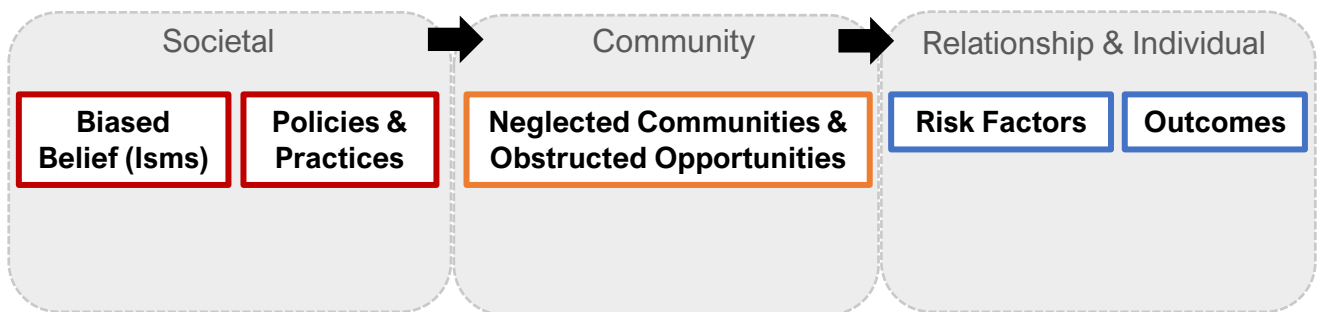 Societal
Community
Relationship & Individual
Biased
Belief (Isms)
Policies &
Practices
Neglected Communities &
Obstructed Opportunities
Risk Factors
Outcomes